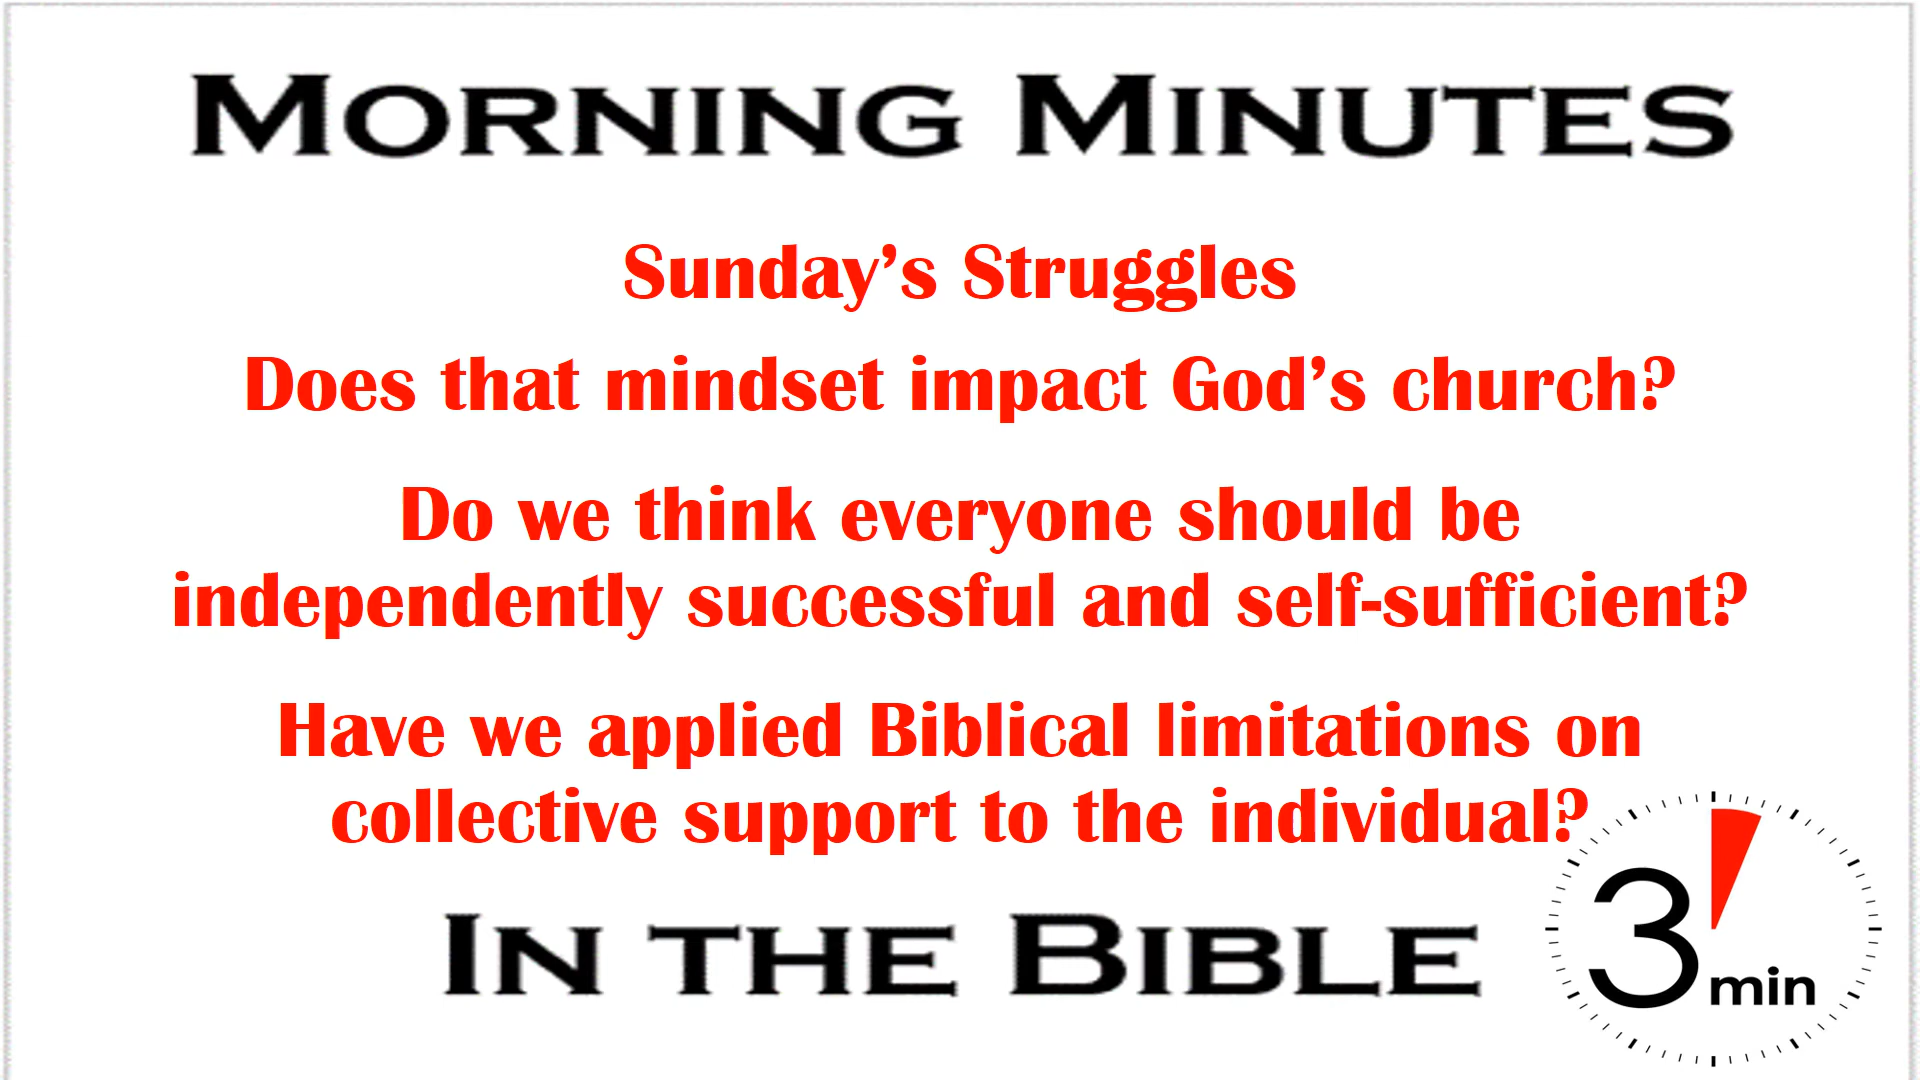 MORNING MINUTES
Sunday’s Struggles
Does that mindset impact God’s church?
Do we think everyone should be
independently successful and self-sufficient?
Have we applied Biblical limitations on
collective support to the individual?
IN THE BIBLE
3 min